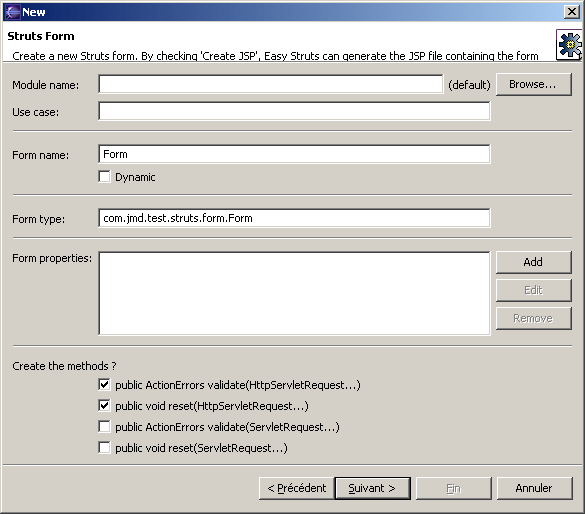 New
Struts Form
Create a new Struts form. By checking 'Create JSP', Easy Struts can generate the JSP file containing the form
Module name: (default) Browse...
Use case:
Form name: Form
Dynamic
Form type: com.jmd.test.struts.form.Form
Form properties: Add
Edit
Remove
Create the methods ?
public ActionErrors validate(HttpServletRequest...)
public void reset(HttpServletRequest...)
public ActionErrors validate(ServletRequest...)
public void reset(ServletRequest...)
< Précédent Suivant > Fin Annuler